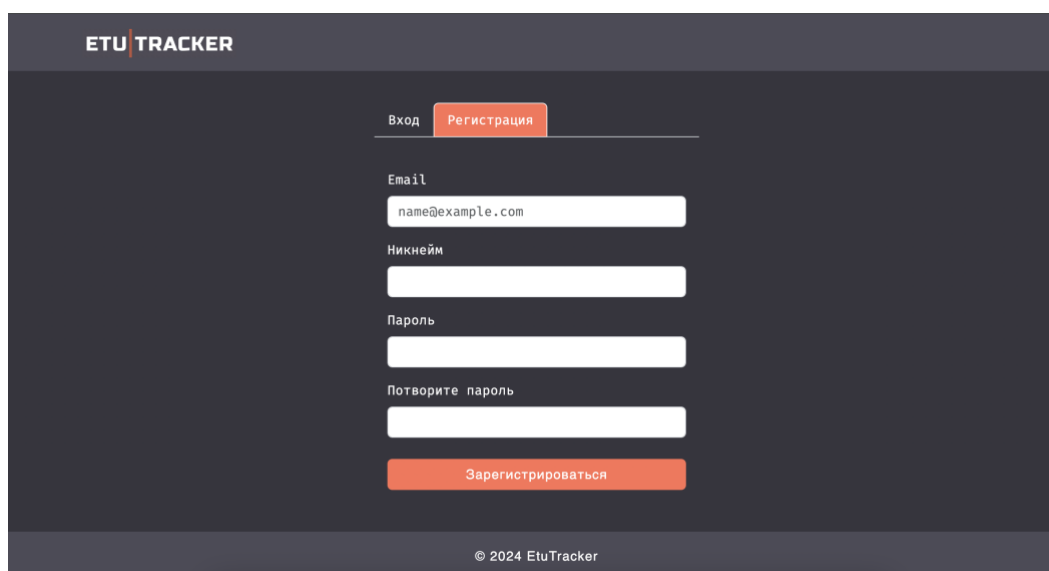 ETU|TRACKER
Вход Регистрация
Email
name@example.com
Никнейм
Пароль
Потворите пароль
Зарегистрироваться
© 2024 EtuTracker